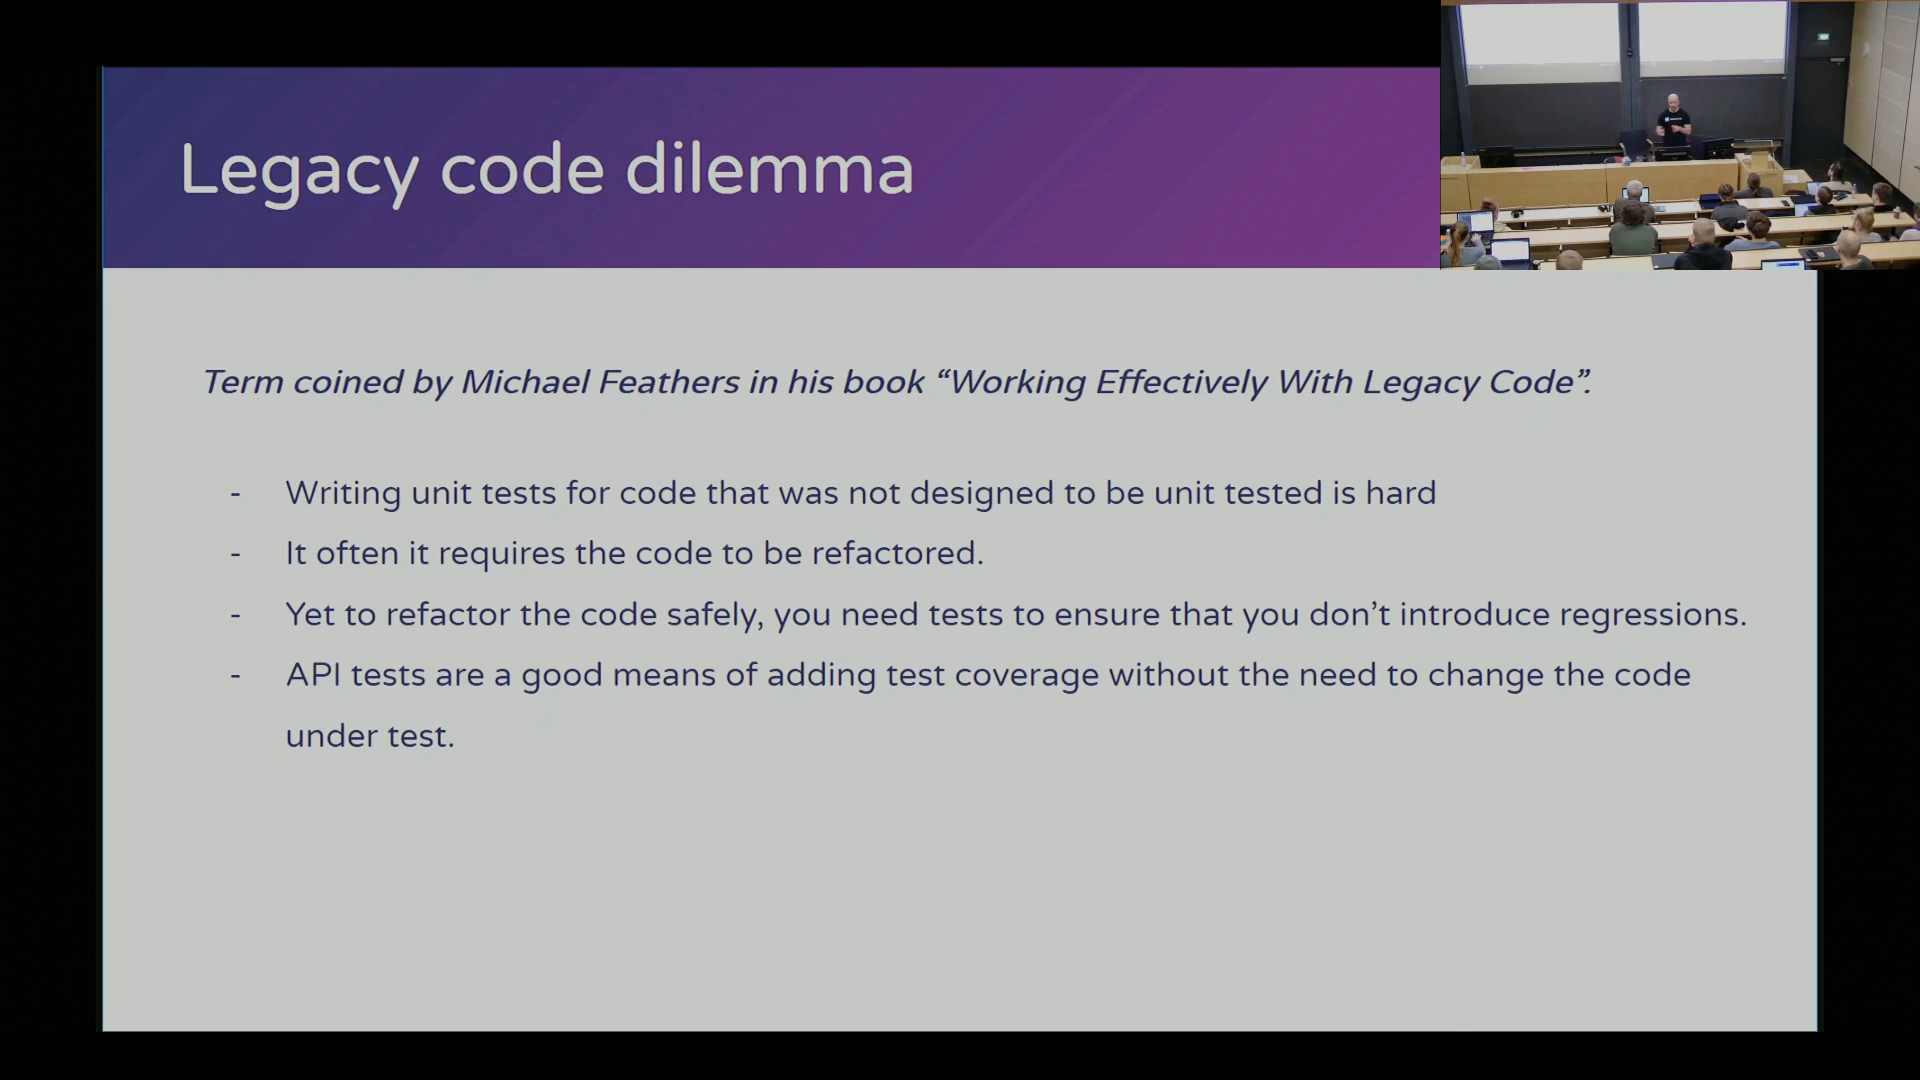 Legacy code dilemma
Term coined by Michael Feathers in his book “Working Effectively With Legacy Code”.
- Writing unit tests for code that was not designed to be unit tested is hard
- It often it requires the code to be refactored.
- Yet to refactor the code safely, you need tests to ensure that you don’t introduce regressions.
- API tests are a good means of adding test coverage without the need to change the code
under test.